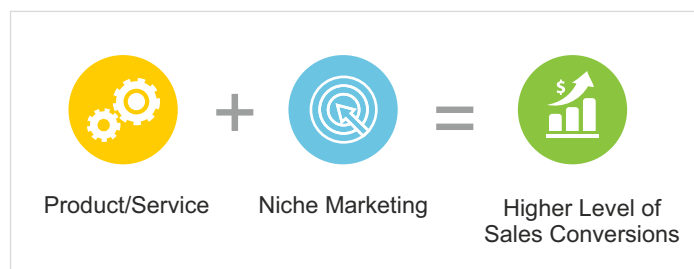 +
=
$
Product/Service
Niche Marketing
Higher Level of
Sales Conversions